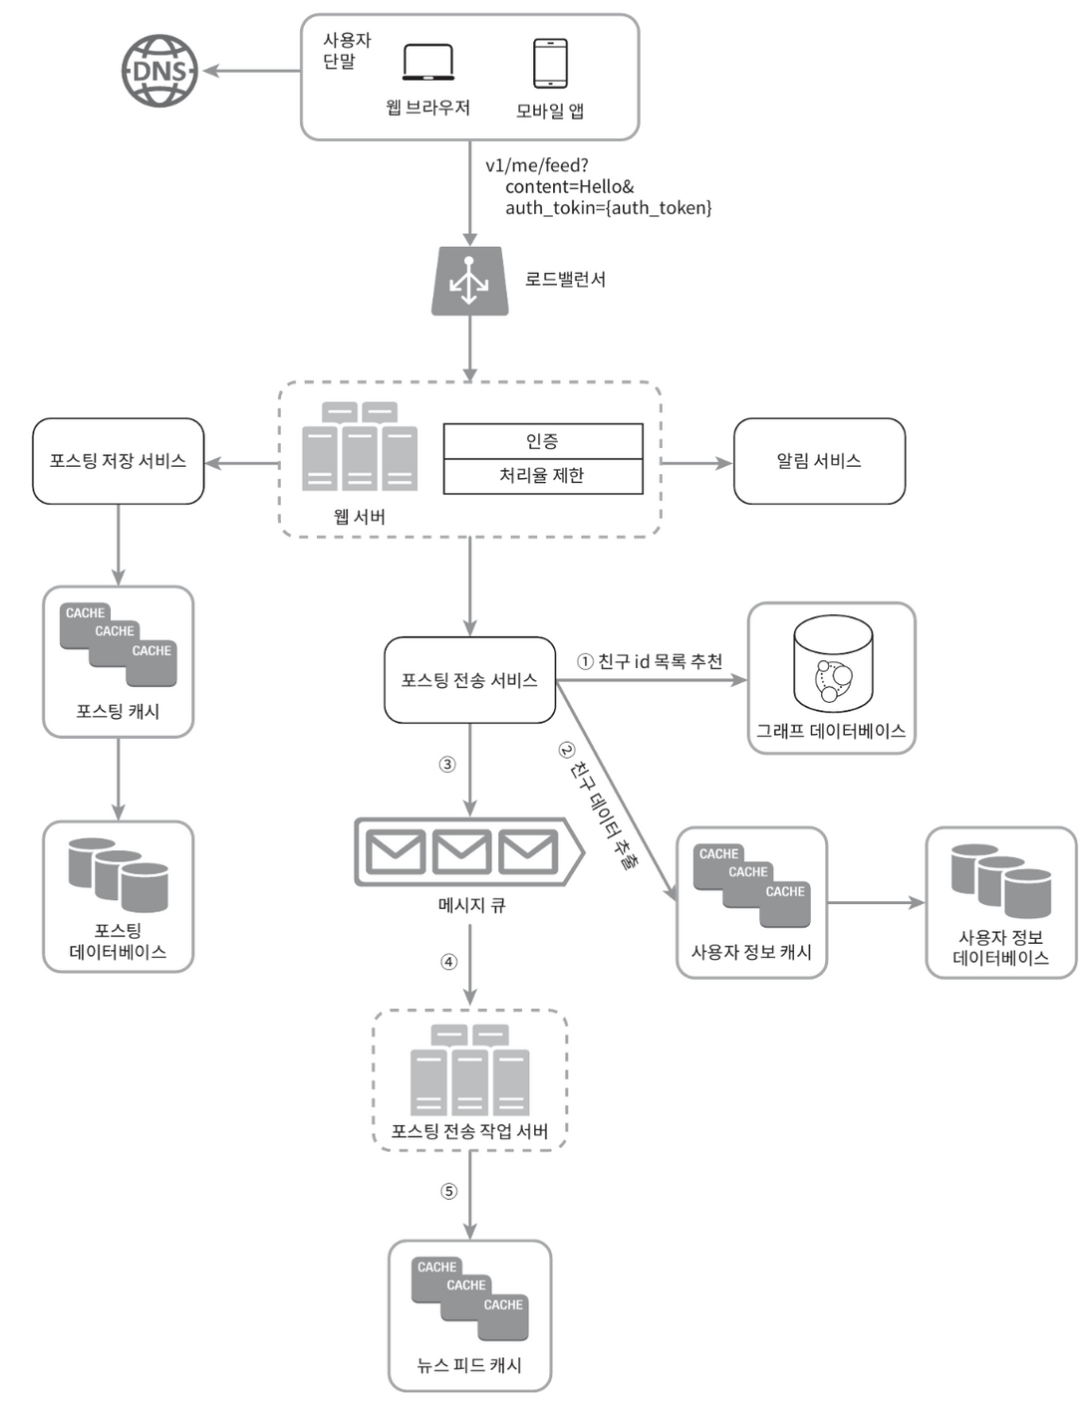 DNS
사용자
단말
웹 브라우저
모바일 앱
v1/me/feed?
content=Hello&
auth_tokin={auth_token}
로드밸런서
포스팅 저장 서비스
인증
처리율 제한
웹 서버
알림 서비스
CACHE
CACHE
CACHE
포스팅 캐시
포스팅 전송 서비스
① 친구 id 목록 추천
그래프 데이터베이스
② 친구 데이터 추출
③
포스팅
데이터베이스
메시지 큐
CACHE
CACHE
CACHE
사용자 정보 캐시
사용자 정보
데이터베이스
④
포스팅 전송 작업 서버
⑤
CACHE
CACHE
CACHE
뉴스 피드 캐시